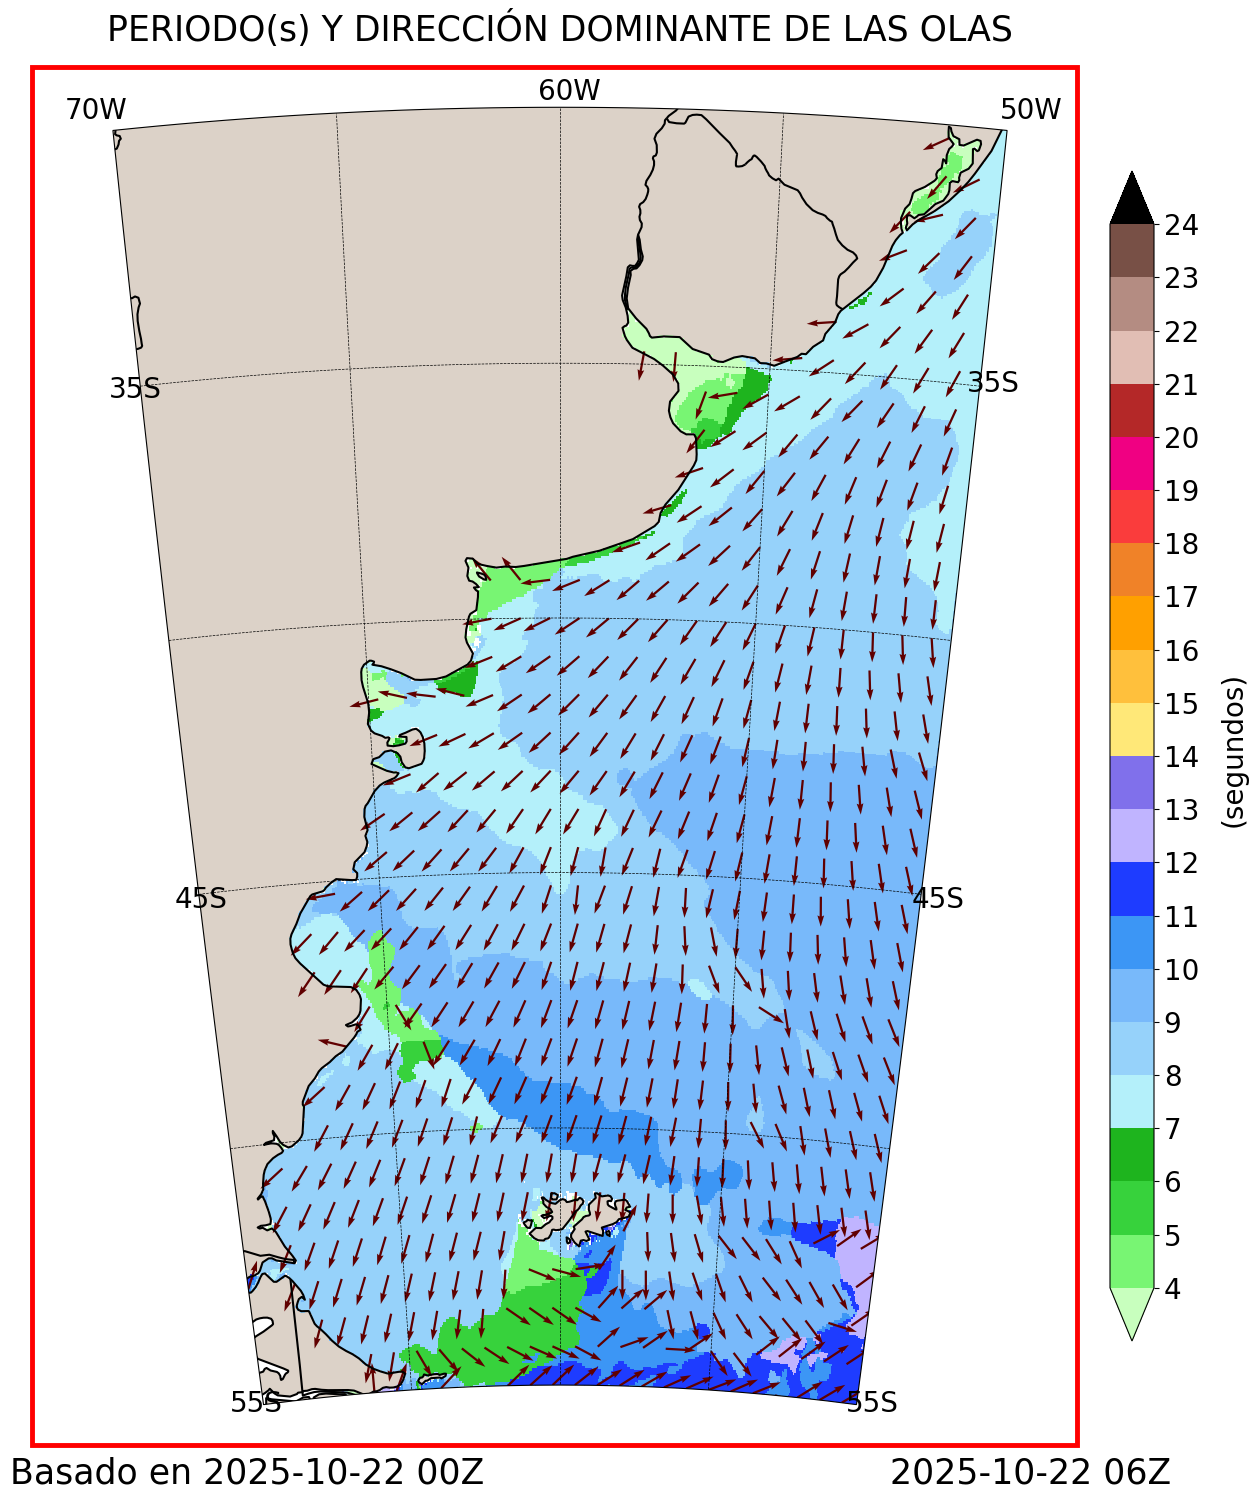 PERIODO(s) Y DIRECCIÓN DOMINANTE DE LAS OLAS
70W
60W
50W
35S
35S
45S
45S
55S
55S
24
23
22
21
20
19
18
17
16
15
14
13
12
11
10
9
8
7
6
5
4
(segundos)
Basado en 2025-10-22 00Z
2025-10-22 06Z